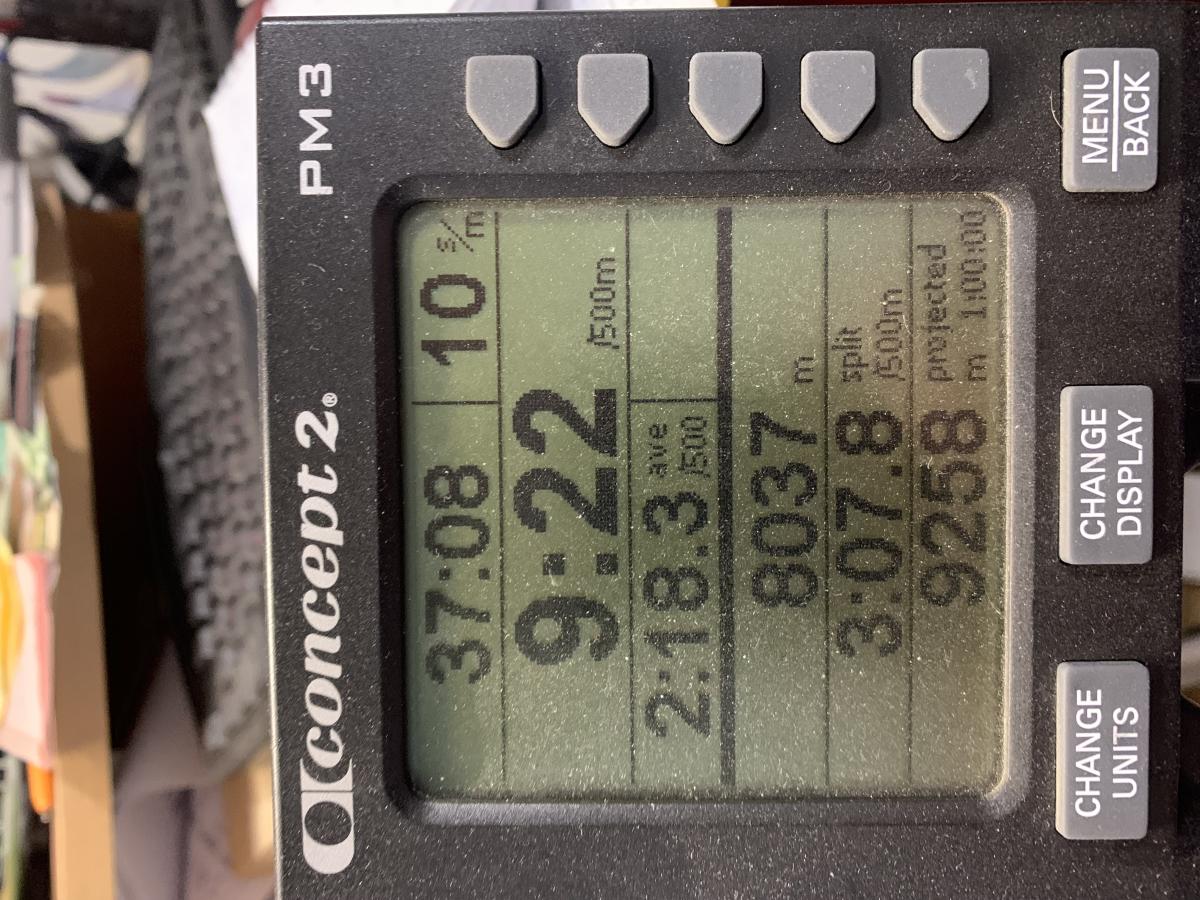 concept 2® PM3
37:08 10 s/m
9:22 /500m
2:18.3 ave /500
8037 m
3:07.8 split /500m
9258 m projected 1:00:00
CHANGE UNITS
CHANGE DISPLAY
MENU BACK